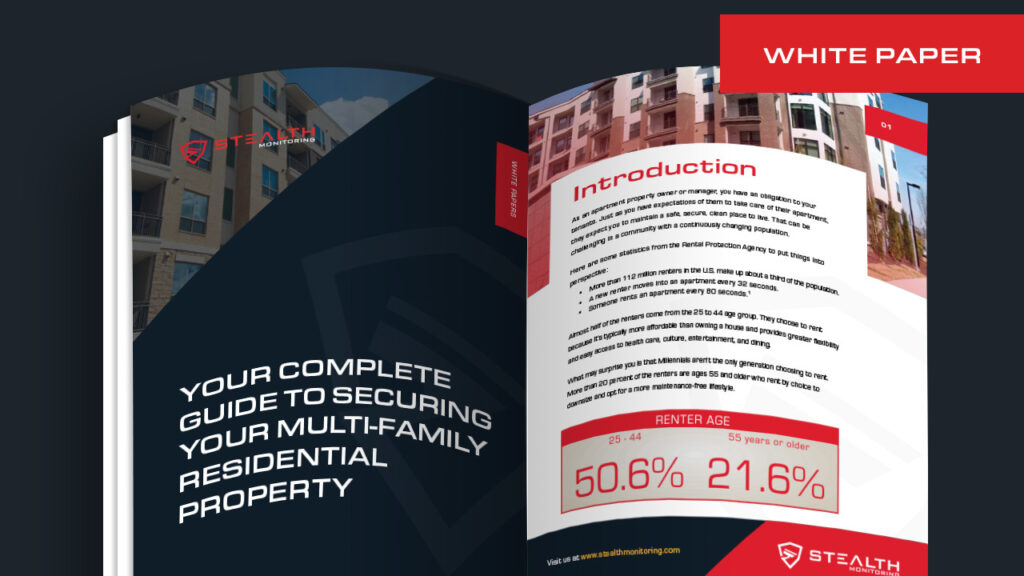 WHITE PAPER
STEALTH
MONITORING
WHITE PAPERS
YOUR COMPLETE
GUIDE TO SECURING
YOUR MULTI-FAMILY
RESIDENTIAL
PROPERTY
01
Introduction
As an apartment property owner or manager, you have an obligation to your
tenants. Just as you have expectations of them to take care of their apartment,
they expect you to maintain a safe, secure, clean place to live. That can be
challenging in a community with a continuously changing population.
Here are some statistics from the Rental Protection Agency to put things into
perspective:
• More than 112 million renters in the U.S. make up about a third of the population.
• A new renter moves into an apartment every 32 seconds.
• Someone rents an apartment every 80 seconds.¹
Almost half of the renters come from the 25 to 44 age group. They choose to rent
because it's typically more affordable than owning a house and provides greater flexibility
and easy access to health care, culture, entertainment, and dining.
What may surprise you is that Millennials aren't the only generation choosing to rent.
More than 20 percent of the renters are ages 55 and older who rent by choice to
downsize and opt for a more maintenance-free lifestyle.
RENTER AGE
25 - 44 55 years or older
50.6% 21.6%
Visit us at www.stealthmonitoring.com
STEALTH
MONITORING